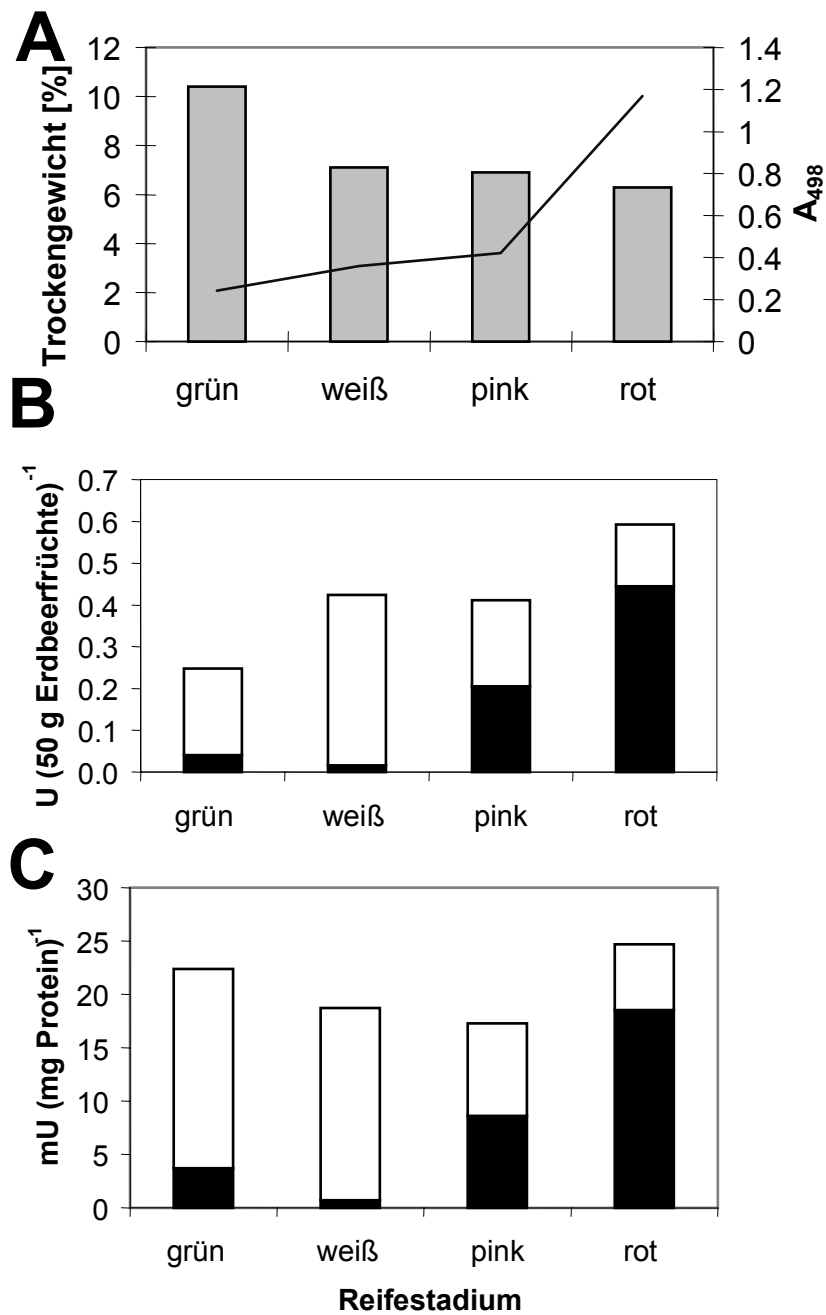 A
Trockengewicht [%]
12
10
8
6
4
2
0
1.4
1.2
1
0.8
0.6
0.4
0.2
0
A498
grün weiß pink rot
B
U (50 g Erdbeerfrüchte)-1
0.7
0.6
0.5
0.4
0.3
0.2
0.1
0.0
grün weiß pink rot
C
mU (mg Protein)-1
30
25
20
15
10
5
0
grün weiß pink rot
Reifestadium